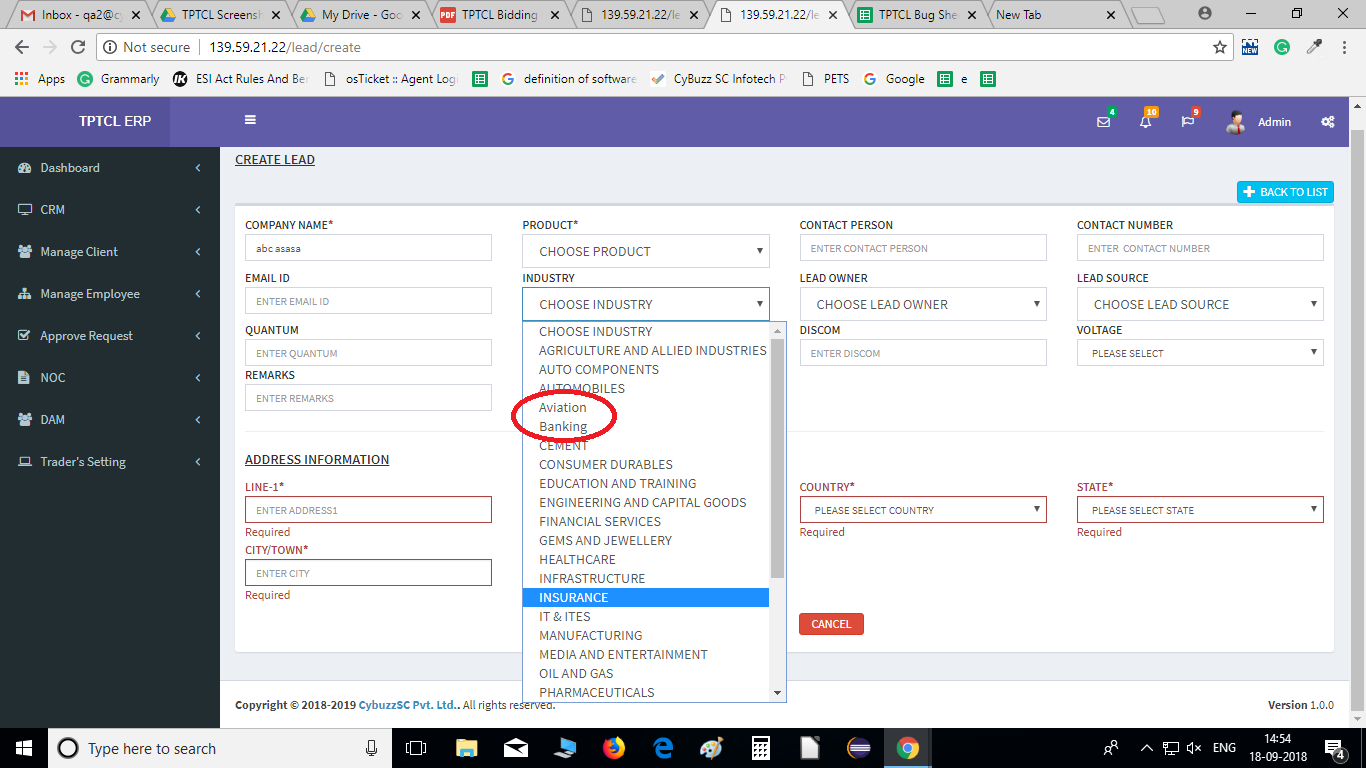 Inbox - qa2@cy
TPTCL Screensh
My Drive - Goo
PDF
TPTCL Bidding
139.59.21.22/le
139.59.21.22/le
TPTCL Bug She
New Tab
Not secure
139.59.21.22/lead/create
NEW
Apps
Grammarly
ESI Act Rules And Be
osTicket :: Agent Logi
definition of software
CyBuzz SC Infotech P
PETS
Google
e
TPTCL ERP
4
10
9
Admin
Dashboard
CRM
Manage Client
Manage Employee
Approve Request
NOC
DAM
Trader's Setting
CREATE LEAD
BACK TO LIST
COMPANY NAME*
PRODUCT*
CONTACT PERSON
CONTACT NUMBER
abc asasa
CHOOSE PRODUCT
ENTER CONTACT PERSON
ENTER CONTACT NUMBER
EMAIL ID
INDUSTRY
LEAD OWNER
LEAD SOURCE
ENTER EMAIL ID
CHOOSE INDUSTRY
CHOOSE LEAD OWNER
CHOOSE LEAD SOURCE
QUANTUM
DISCOM
VOLTAGE
ENTER QUANTUM
ENTER DISCOM
PLEASE SELECT
REMARKS
ENTER REMARKS
CHOOSE INDUSTRY
AGRICULTURE AND ALLIED INDUSTRIES
AUTO COMPONENTS
AUTOMOBILES
Aviation
Banking
CEMENT
CONSUMER DURABLES
EDUCATION AND TRAINING
ENGINEERING AND CAPITAL GOODS
FINANCIAL SERVICES
GEMS AND JEWELLERY
HEALTHCARE
INFRASTRUCTURE
INSURANCE
IT & ITES
MANUFACTURING
MEDIA AND ENTERTAINMENT
OIL AND GAS
PHARMACEUTICALS
ADDRESS INFORMATION
LINE-1*
COUNTRY*
STATE*
ENTER ADDRESS1
PLEASE SELECT COUNTRY
PLEASE SELECT STATE
Required
Required
Required
CITY/TOWN*
ENTER CITY
Required
CANCEL
Copyright © 2018-2019 CybuzzSC Pvt. Ltd.. All rights reserved.
Version 1.0.0
Type here to search
ENG
14:54
18-09-2018
4